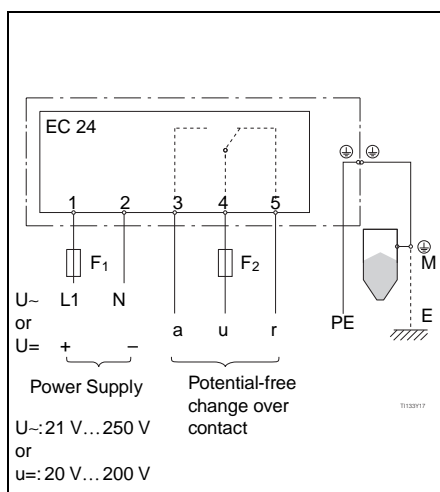 EC 24
1 2 3 4 5
F1 F2
M
U~ L1 N a u r PE E
or
U= + –
Power Supply
Potential-free
change over
contact
TI133Y17
U~: 21 V...250 V
or
u=: 20 V...200 V